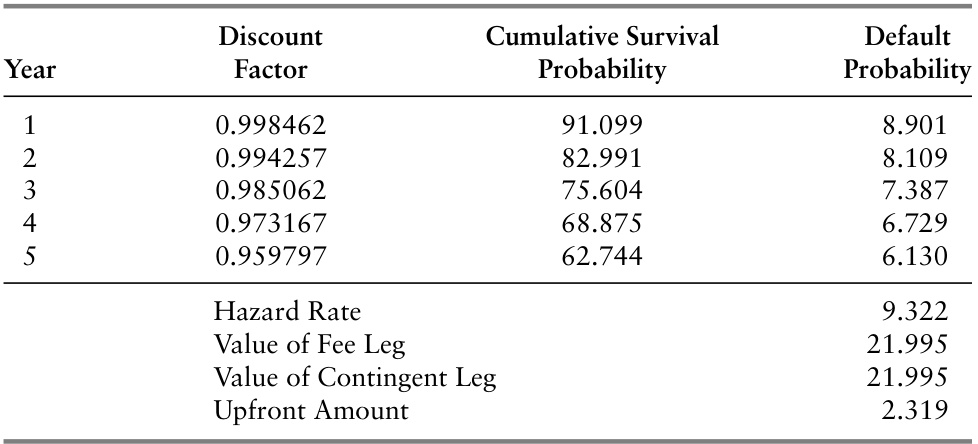 Discount Cumulative Survival Default
Year Factor Probability Probability
1 0.998462 91.099 8.901
2 0.994257 82.991 8.109
3 0.985062 75.604 7.387
4 0.973167 68.875 6.729
5 0.959797 62.744 6.130
Hazard Rate 9.322
Value of Fee Leg 21.995
Value of Contingent Leg 21.995
Upfront Amount 2.319